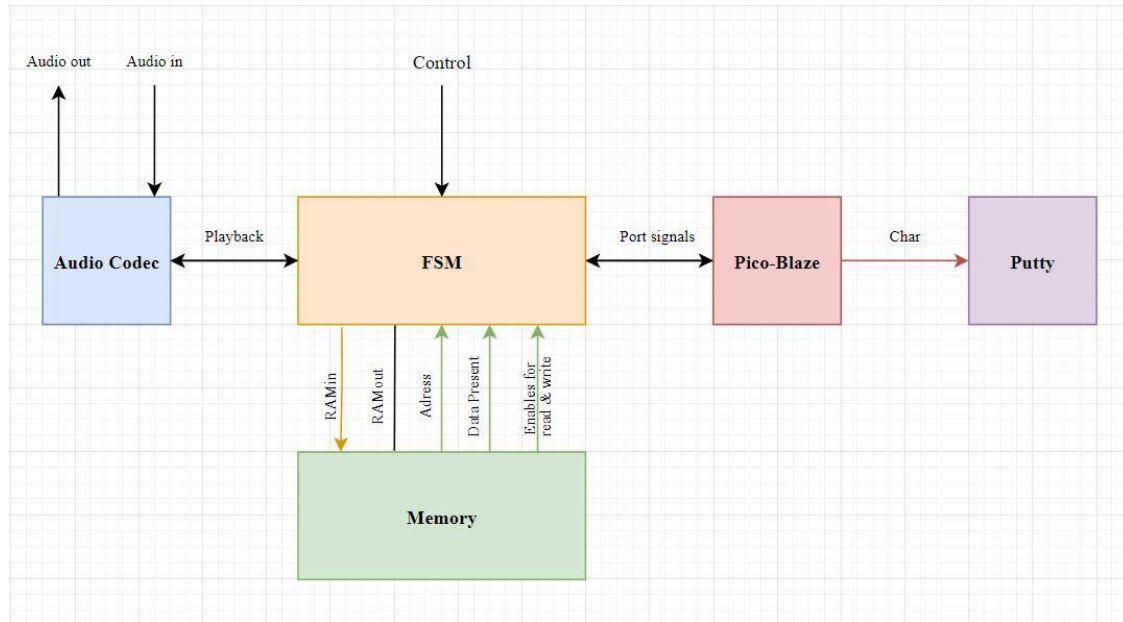 Audio out
Audio in
Control
Playback
Port signals
Char
Audio Codec
FSM
Pico-Blaze
Putty
RAMin
RAMout
Adress
Data Present
Enables for
read & write
Memory